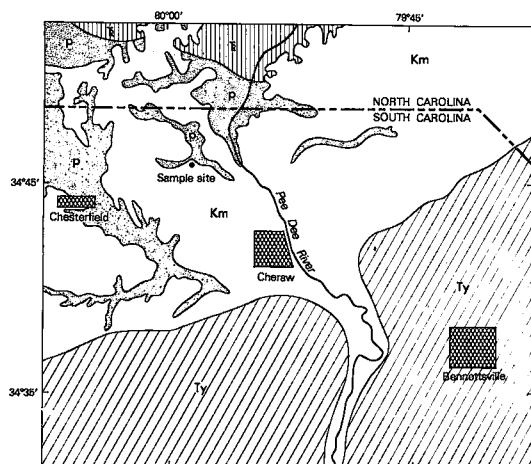 80°00'
79°45'
Km
P
NORTH CAROLINA
SOUTH CAROLINA
P
34°45'
Sample site
Chesterfield
Km
Pee Dee River
Cheraw
Ty
Bennettsville
34°35'
Ty